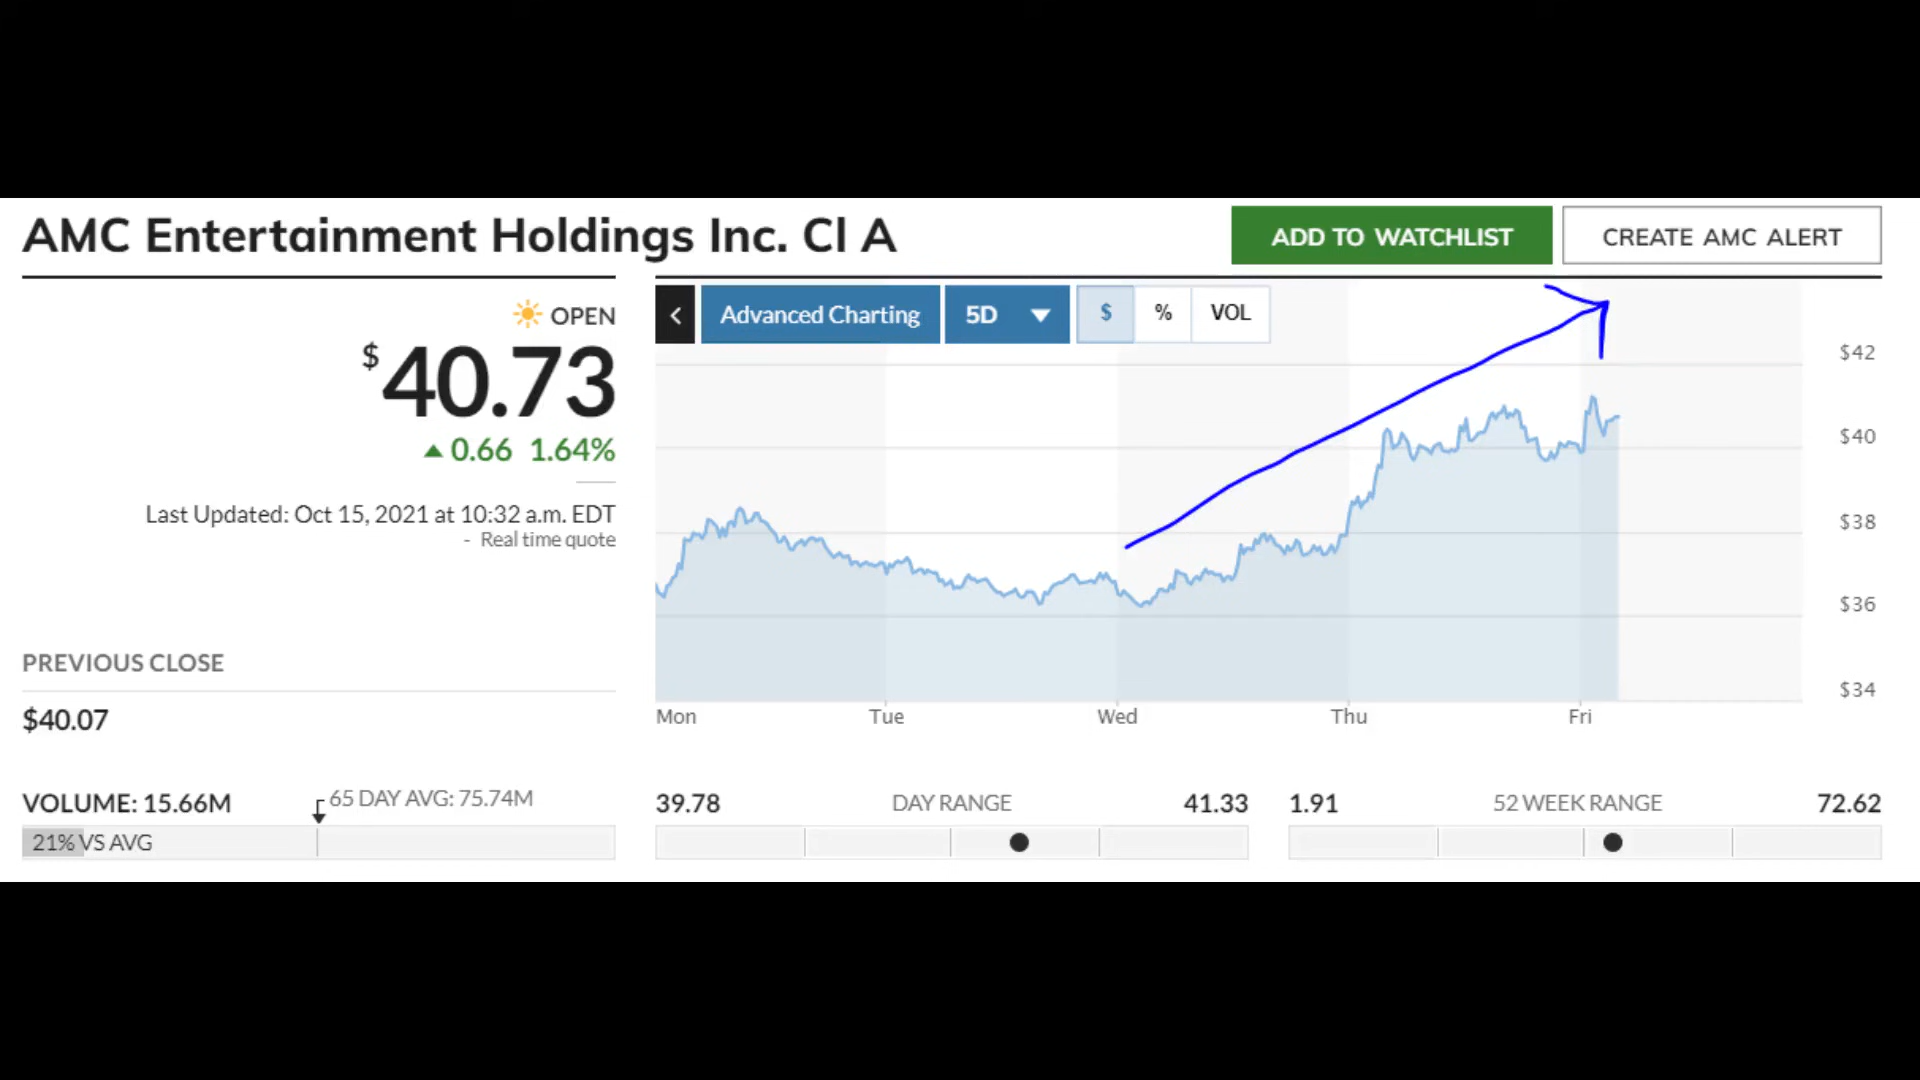 AMC Entertainment Holdings Inc. Cl A
ADD TO WATCHLIST
CREATE AMC ALERT
OPEN
$40.73
0.66 1.64%
Last Updated: Oct 15, 2021 at 10:32 a.m. EDT
- Real time quote
PREVIOUS CLOSE
$40.07
VOLUME: 15.66M
65 DAY AVG: 75.74M
21% VS AVG
Advanced Charting
5D
$
%
VOL
$42
$40
$38
$36
$34
Mon Tue Wed Thu Fri
39.78 DAY RANGE 41.33
1.91 52 WEEK RANGE 72.62